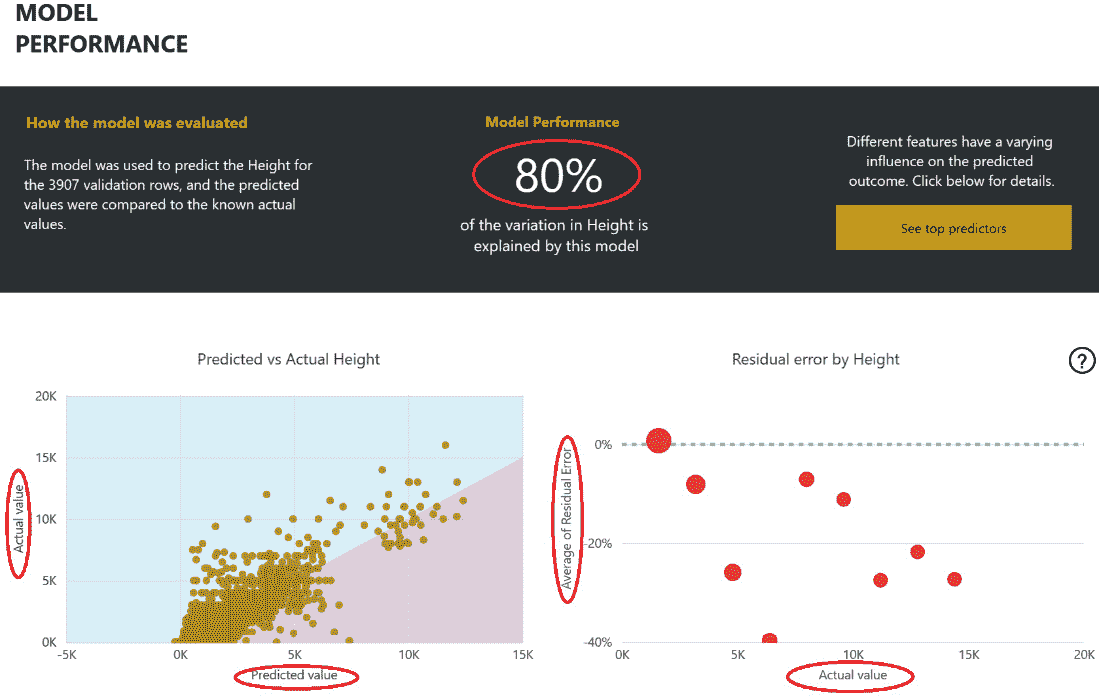 MODEL
PERFORMANCE
How the model was evaluated
The model was used to predict the Height for
the 3907 validation rows, and the predicted
values were compared to the known actual
values.
Model Performance
80%
of the variation in Height is
explained by this model
Different features have a varying
influence on the predicted
outcome. Click below for details.
See top predictors
Predicted vs Actual Height
20K
15K
10K
5K
0K
Actual value
-5K
0K
5K
10K
15K
Predicted value
Residual error by Height
?
0%
-20%
-40%
Average of Residual Error
0K
5K
10K
15K
20K
Actual value